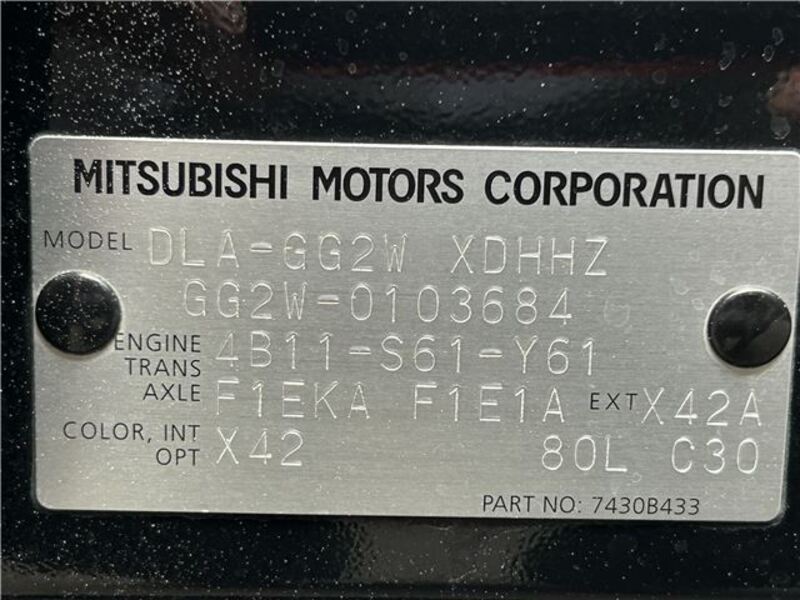 MITSUBISHI MOTORS CORPORATION
MODEL DLA-GG2W XDHHZ
GG2W-0103684
ENGINE 4B11-S61-Y61
TRANS
AXLE F1EKA F1E1A EXT X42A
COLOR, INT X42 80L C30
OPT
PART NO: 7430B433